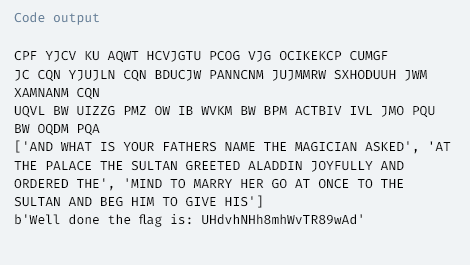 Code output
CPF YJCV KU AQWT HCVJGTU PCOG VJG OCIKEKCP CUMGF
JC CQN YJUJLN CQN BDUCJW PANNCNM JUJMMRW SXHODUUH JWM
XAMNANM CQN
UQVL BW UIZZG PMZ OW IB WVKM BW BPM ACTBIV IVL JMO PQU
BW OQDM PQA
['AND WHAT IS YOUR FATHERS NAME THE MAGICIAN ASKED', 'AT
THE PALACE THE SULTAN GREETED ALADDIN JOYFULLY AND
ORDERED THE', 'MIND TO MARRY HER GO AT ONCE TO THE
SULTAN AND BEG HIM TO GIVE HIS']
b'Well done the flag is: UHdvhNHh8mhWvTR89wAd'